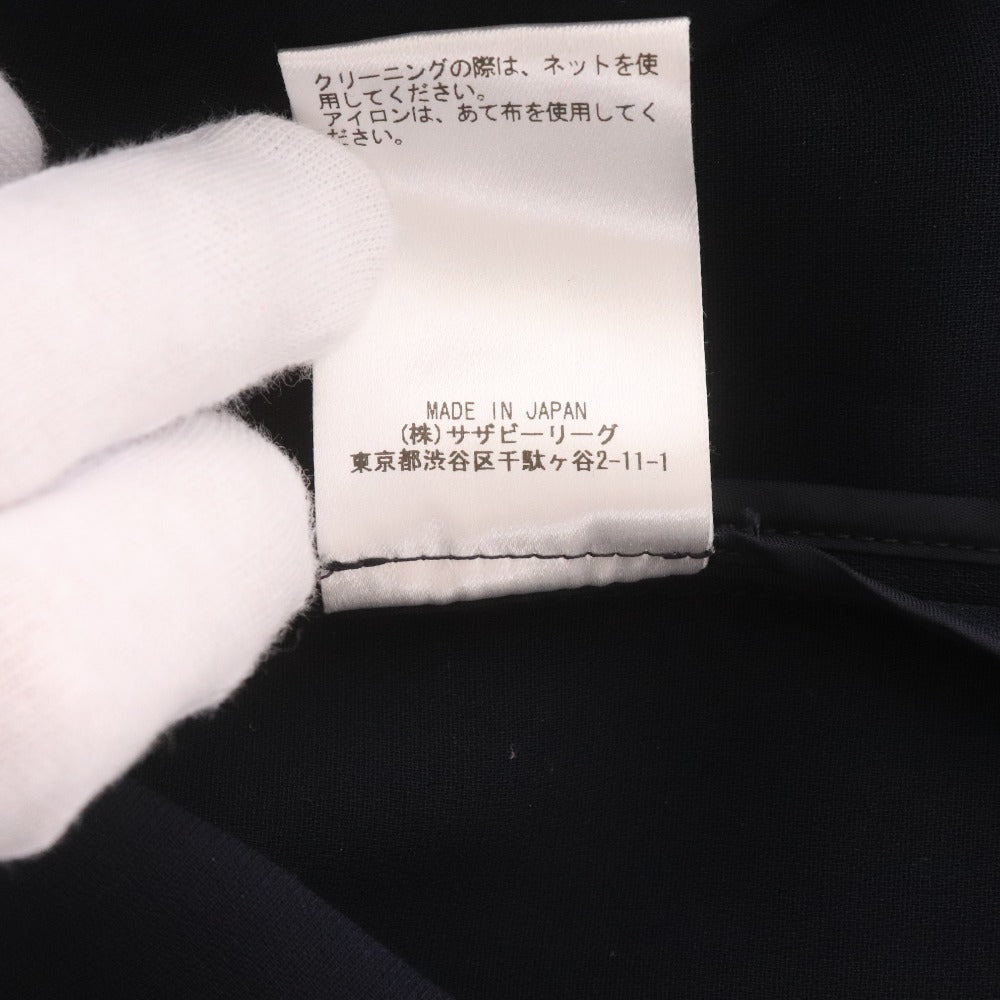 クリーニングの際は、ネットを使
用してください。
アイロンは、あて布を使用してく
ださい。
MADE IN JAPAN
(株)サザビーリーグ
東京都渋谷区千駄ヶ谷2-11-1